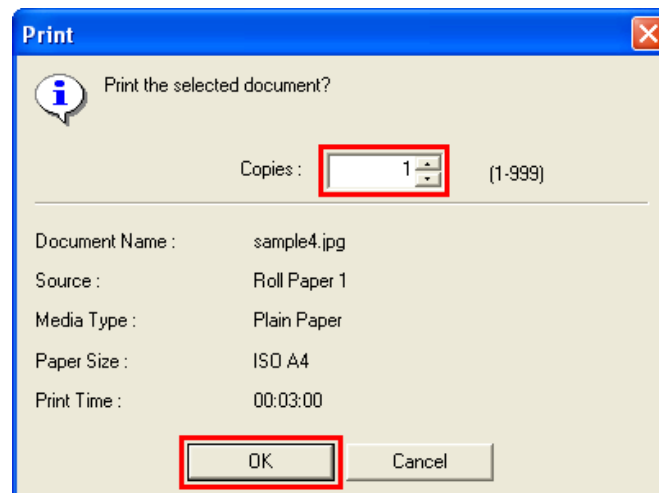 Print
Print the selected document?
Copies : 1 (1-999)
Document Name : sample4.jpg
Source : Roll Paper 1
Media Type : Plain Paper
Paper Size : ISO A4
Print Time : 00:03:00
OK Cancel